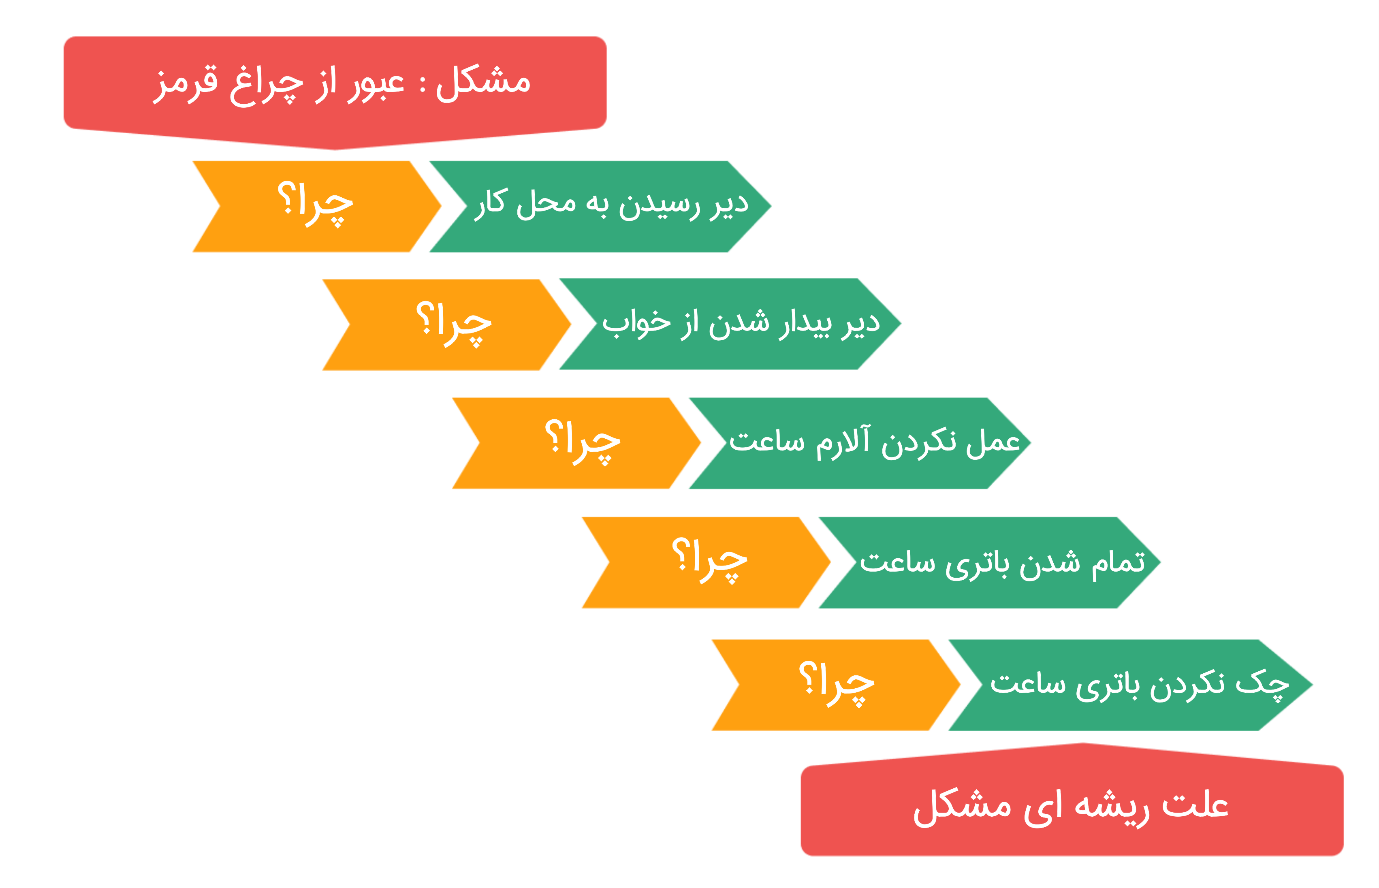 مشکل : عبور از چراغ قرمز
چرا؟
دیر رسیدن به محل کار
چرا؟
دیر بیدار شدن از خواب
چرا؟
عمل نکردن آلارم ساعت
چرا؟
تمام شدن باتری ساعت
چرا؟
چک نکردن باتری ساعت
علت ریشه ای مشکل